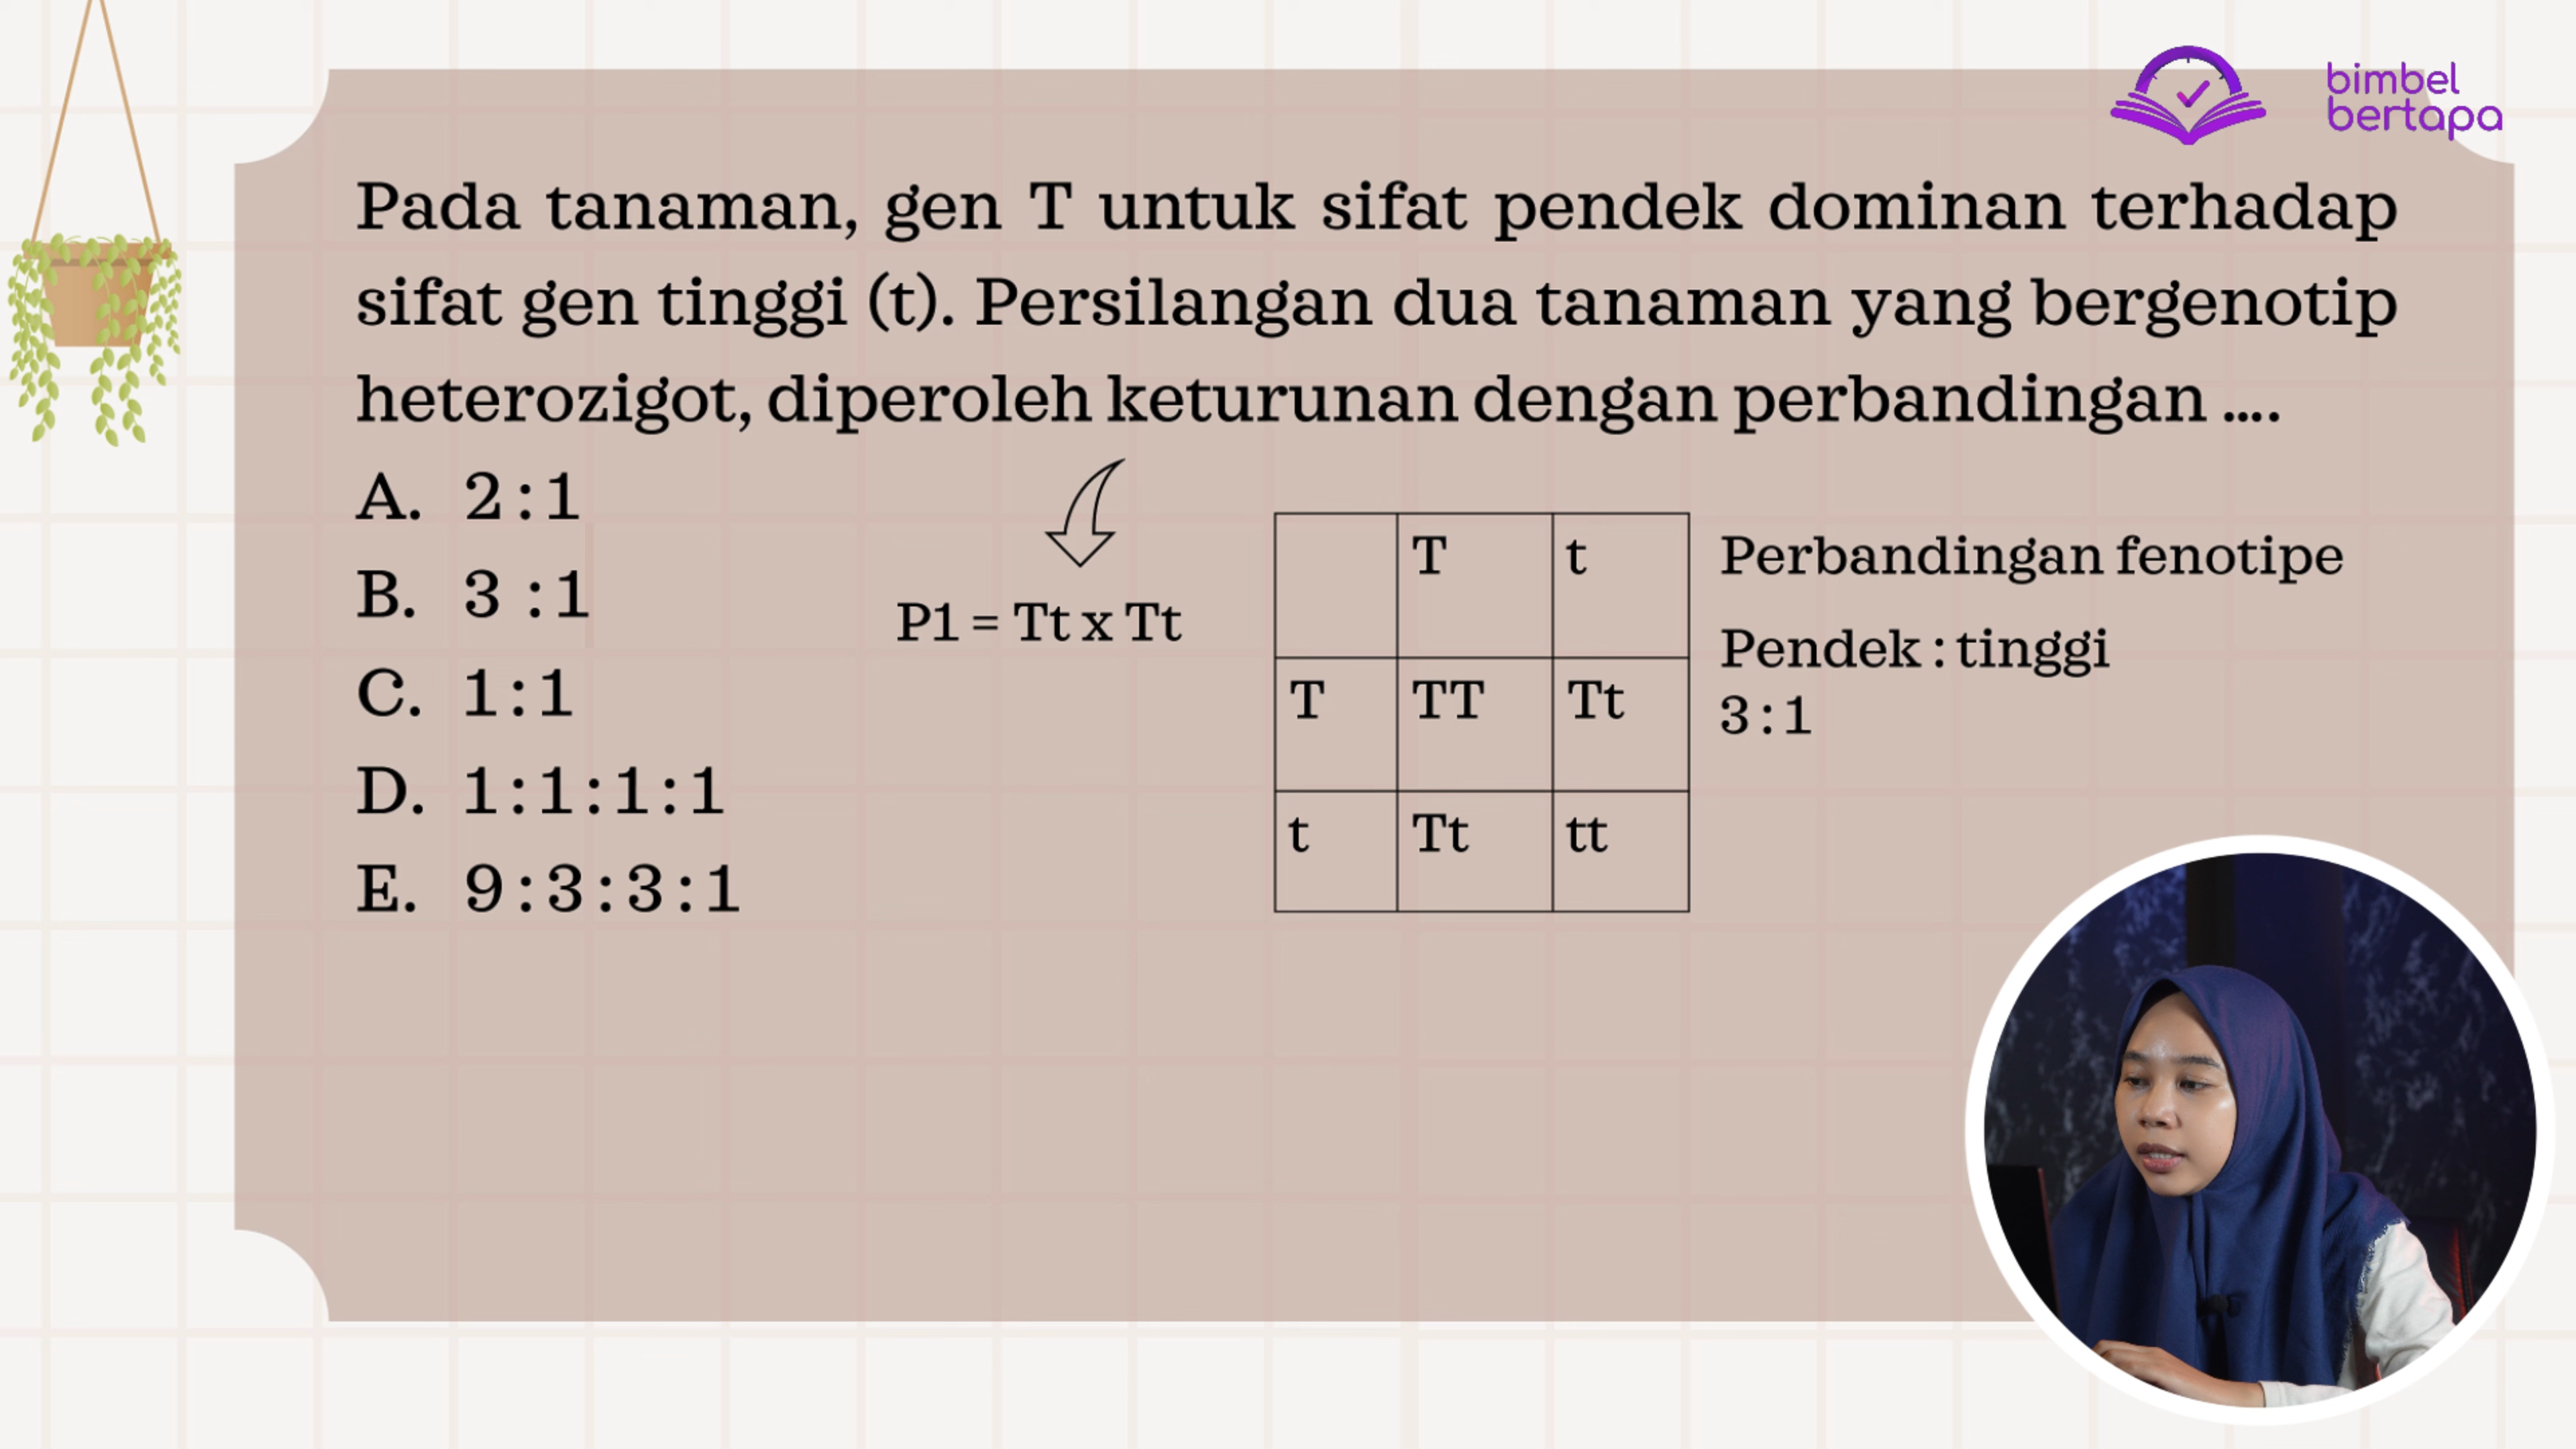 bimbel
bertapa
Pada tanaman, gen T untuk sifat pendek dominan terhadap
sifat gen tinggi (t). Persilangan dua tanaman yang bergenotip
heterozigot, diperoleh keturunan dengan perbandingan ....
A. 2 : 1
B. 3 : 1
C. 1 : 1
D. 1 : 1 : 1 : 1
E. 9 : 3 : 3 : 1
P1 = Tt x Tt
T t
T TT Tt
t Tt tt
Perbandingan fenotipe
Pendek : tinggi
3 : 1